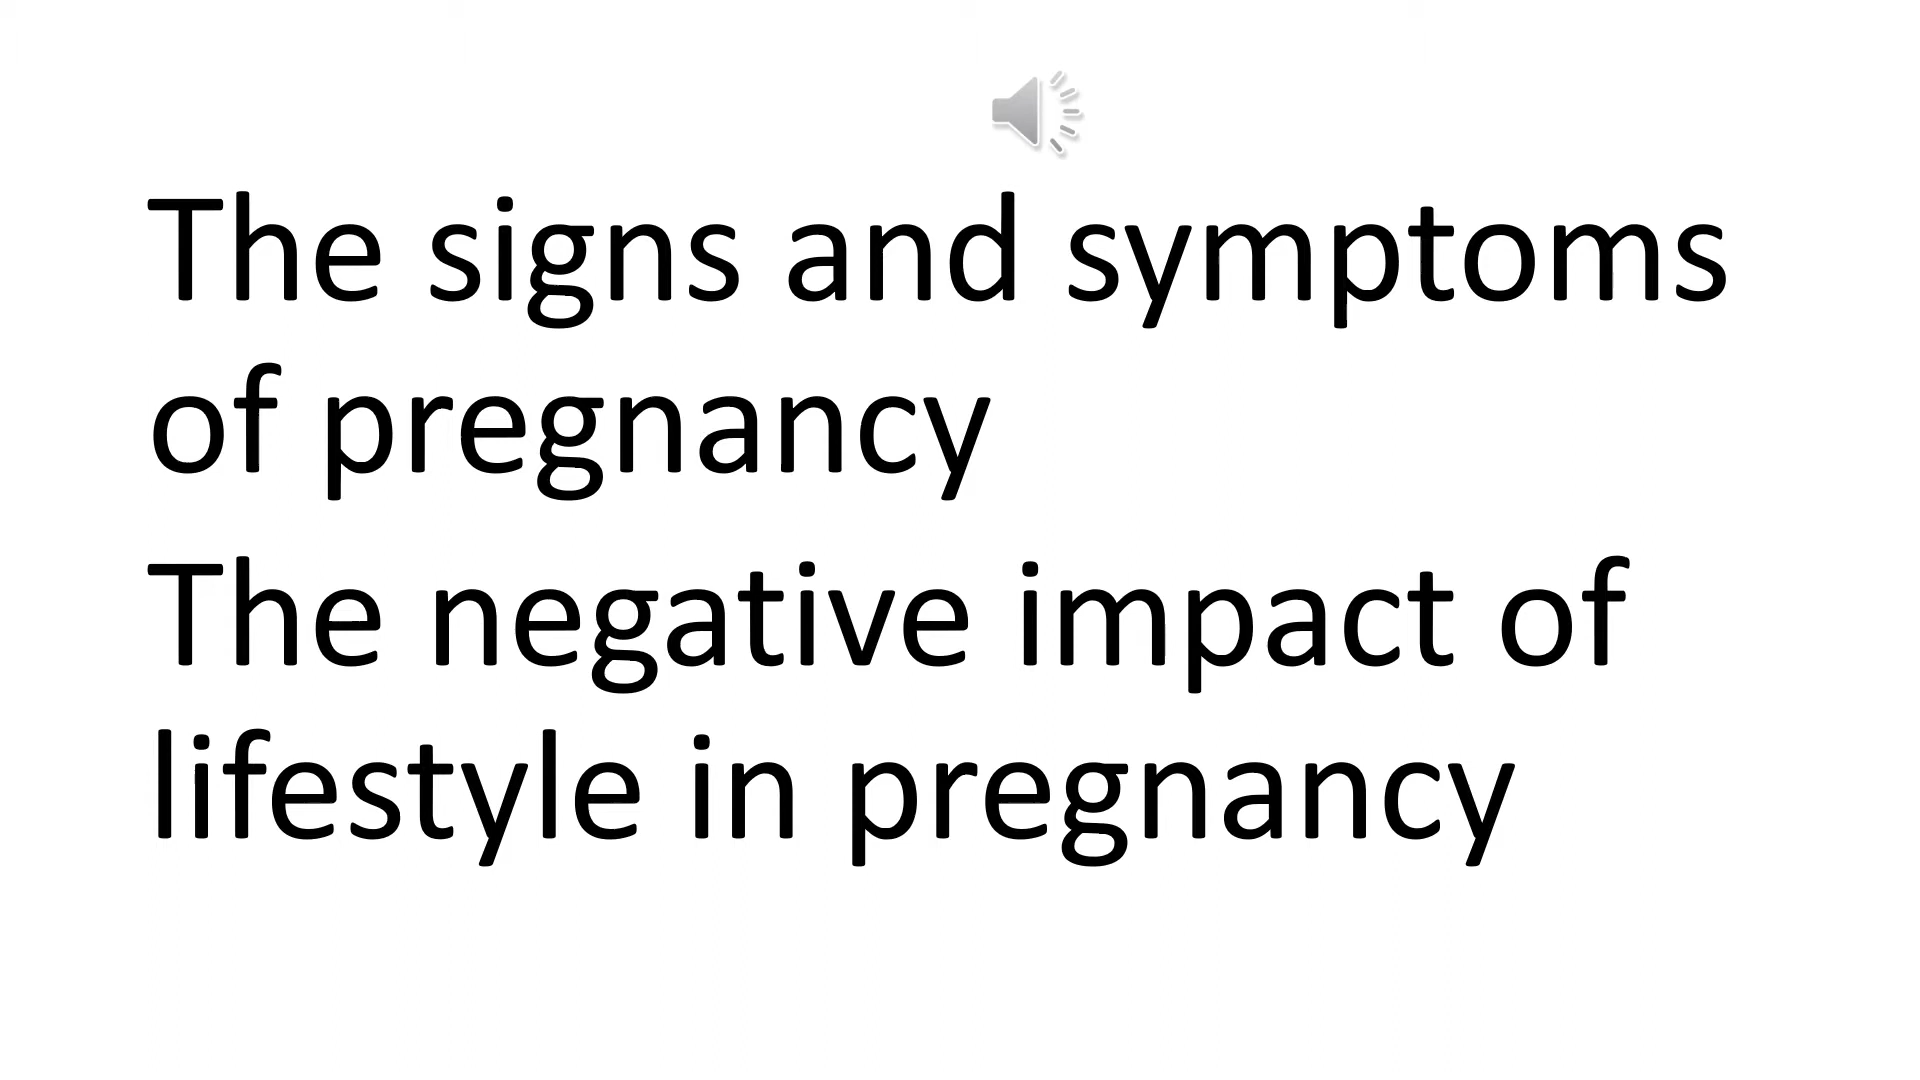 The signs and symptoms
of pregnancy
The negative impact of
lifestyle in pregnancy